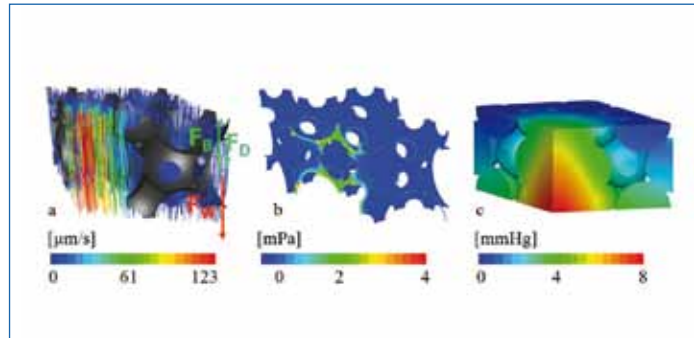 F_B F_D
F_W
a b c
[μm/s] [mPa] [mmHg]
0 61 123 0 2 4 0 4 8